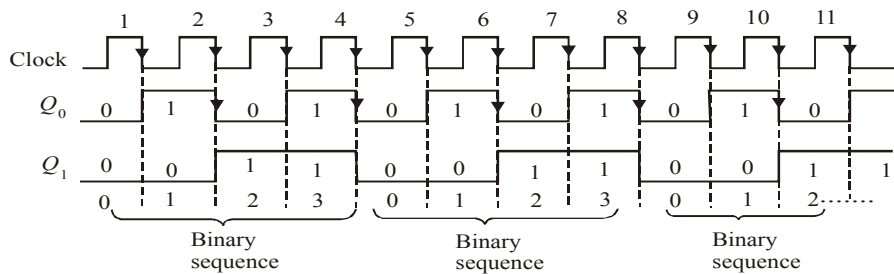 1 2 3 4 5 6 7 8 9 10 11
Clock
Q0 0 1 0 1 0 1 0 1 0 1 0
Q1 0 0 1 1 0 0 1 1 0 0 1 1
0 1 2 3 0 1 2 3 0 1 2 ......
Binary sequence
Binary sequence
Binary sequence